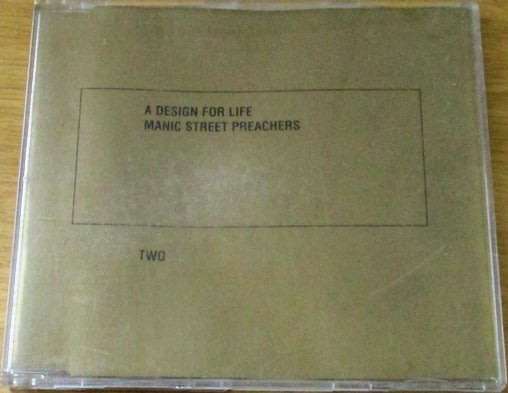 A DESIGN FOR LIFE
MANIC STREET PREACHERS
TWO